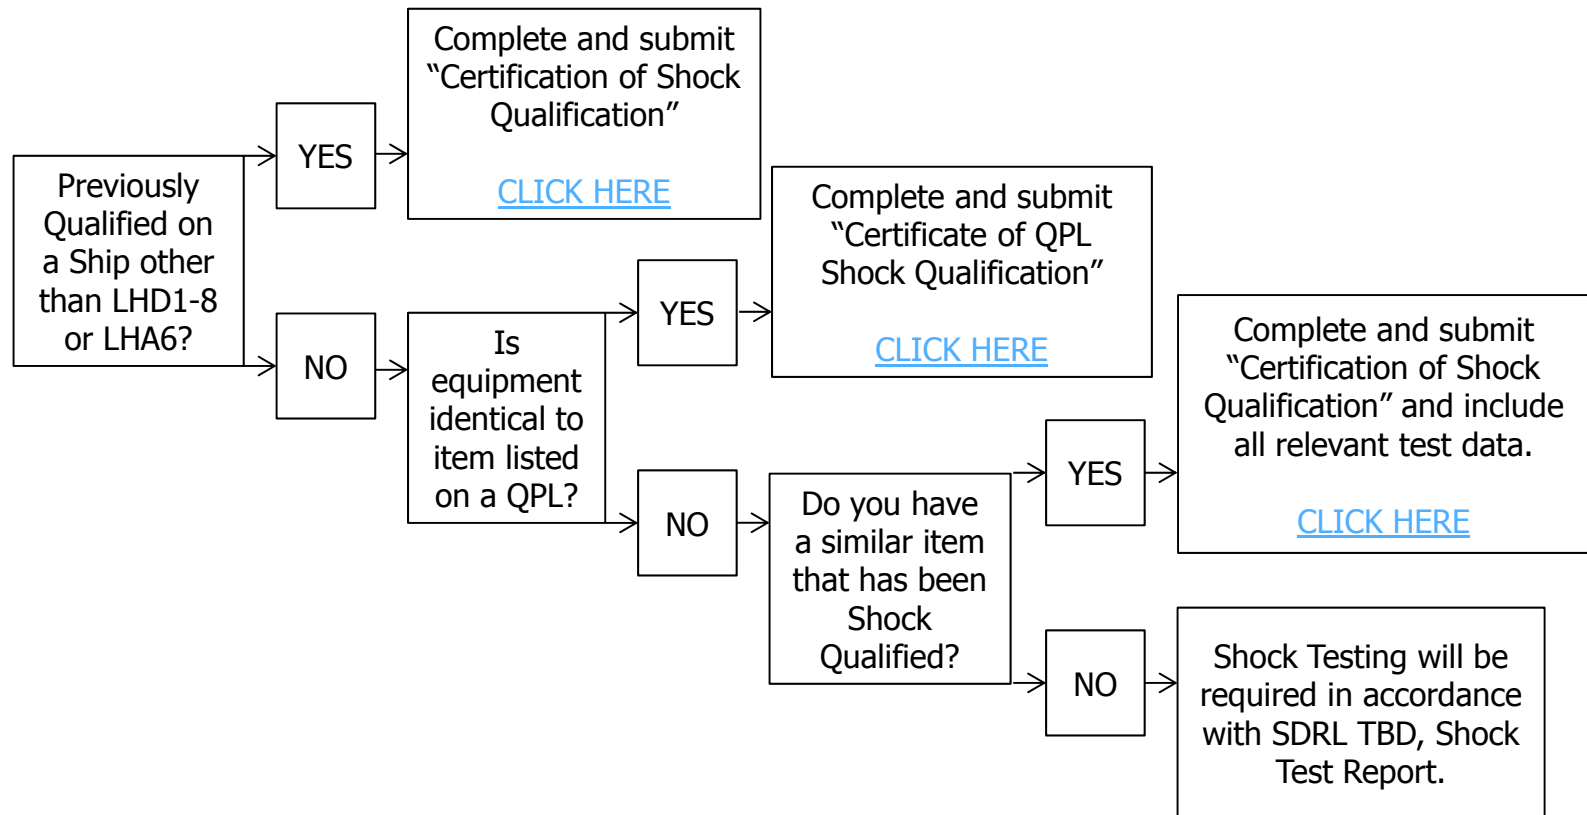 Previously
Qualified on
a Ship other
than LHD1-8
or LHA6?
YES
Complete and submit
“Certification of Shock
Qualification”
CLICK HERE
NO
Is
equipment
identical to
item listed
on a QPL?
YES
Complete and submit
“Certificate of QPL
Shock Qualification”
CLICK HERE
NO
Do you have
a similar item
that has been
Shock
Qualified?
YES
Complete and submit
“Certification of Shock
Qualification” and include
all relevant test data.
CLICK HERE
NO
Shock Testing will be
required in accordance
with SDRL TBD, Shock
Test Report.